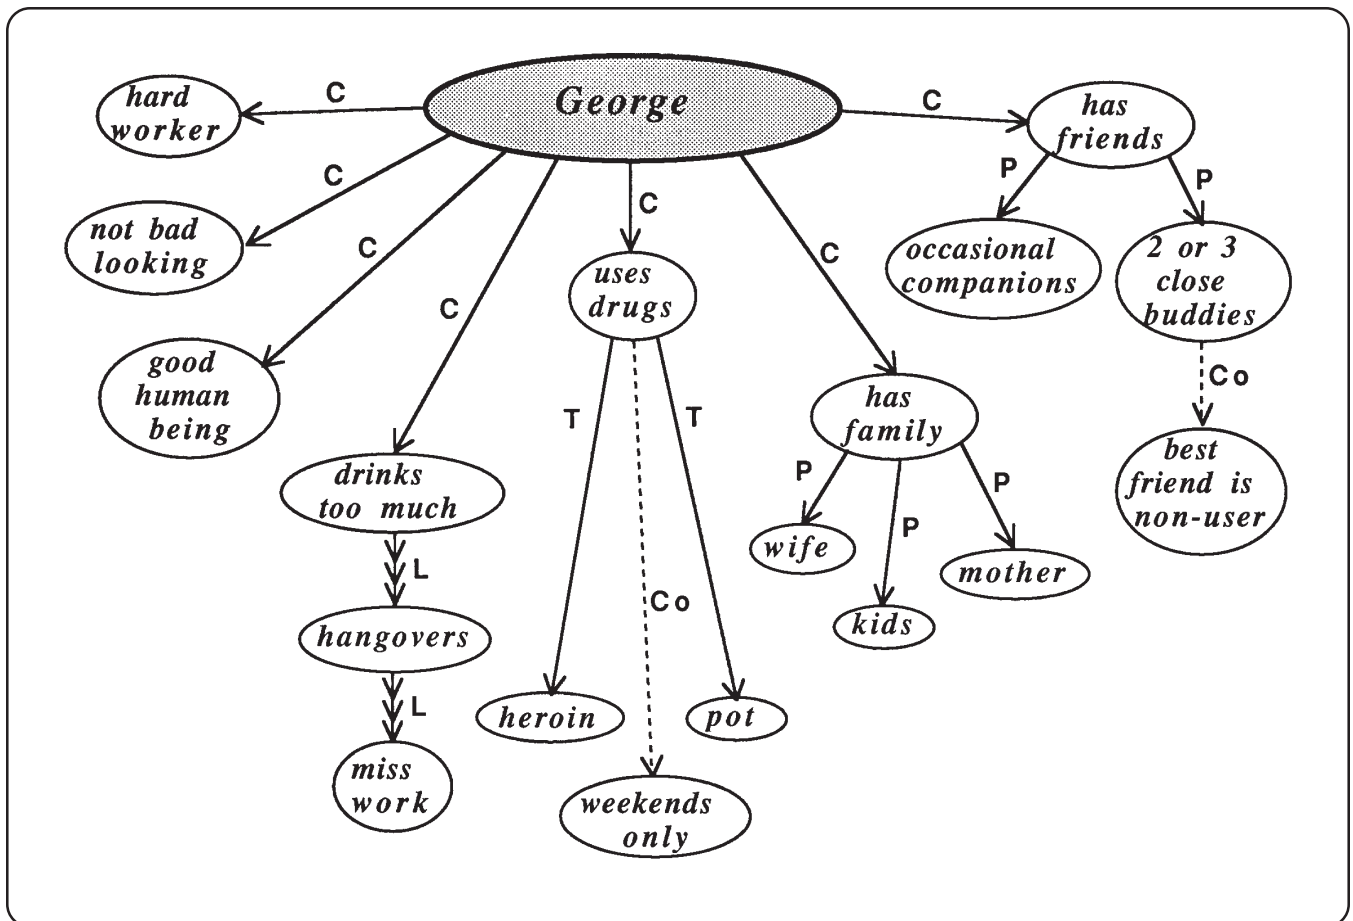 George
C
hard
worker
C
not bad
looking
C
good
human
being
C
drinks
too much
L
hangovers
L
miss
work
C
uses
drugs
T
heroin
Co
weekends
only
T
pot
C
has
family
P
wife
P
kids
P
mother
C
has
friends
P
occasional
companions
P
2 or 3
close
buddies
Co
best
friend is
non-user